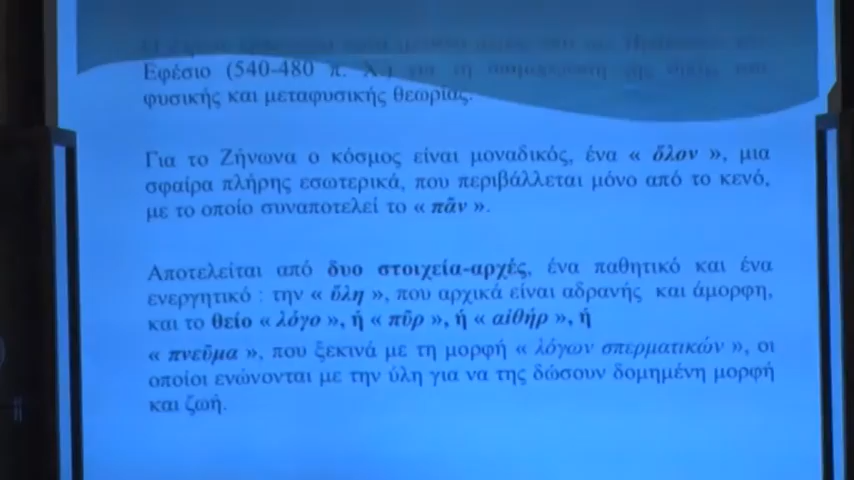 Εφέσιο (540-480 π. Χ.) για τη
φυσικής και μεταφυσικής θεωρίας.
Για το Ζήνωνα ο κόσμος είναι μοναδικός, ένα « ὅλον », μια
σφαίρα πλήρης εσωτερικά, που περιβάλλεται μόνο από το κενό,
με το οποίο συναποτελεί το « πᾶν ».
Αποτελείται από δυο στοιχεία-αρχές, ένα παθητικό και ένα
ενεργητικό : την « ὕλη », που αρχικά είναι αδρανής και άμορφη,
και το θείο « λόγο », ή « πῦρ », ή « αἰθήρ », ή
« πνεῦμα », που ξεκινά με τη μορφή « λόγων σπερματικών », οι
οποίοι ενώνονται με την ύλη για να της δώσουν δομημένη μορφή
και ζωή.